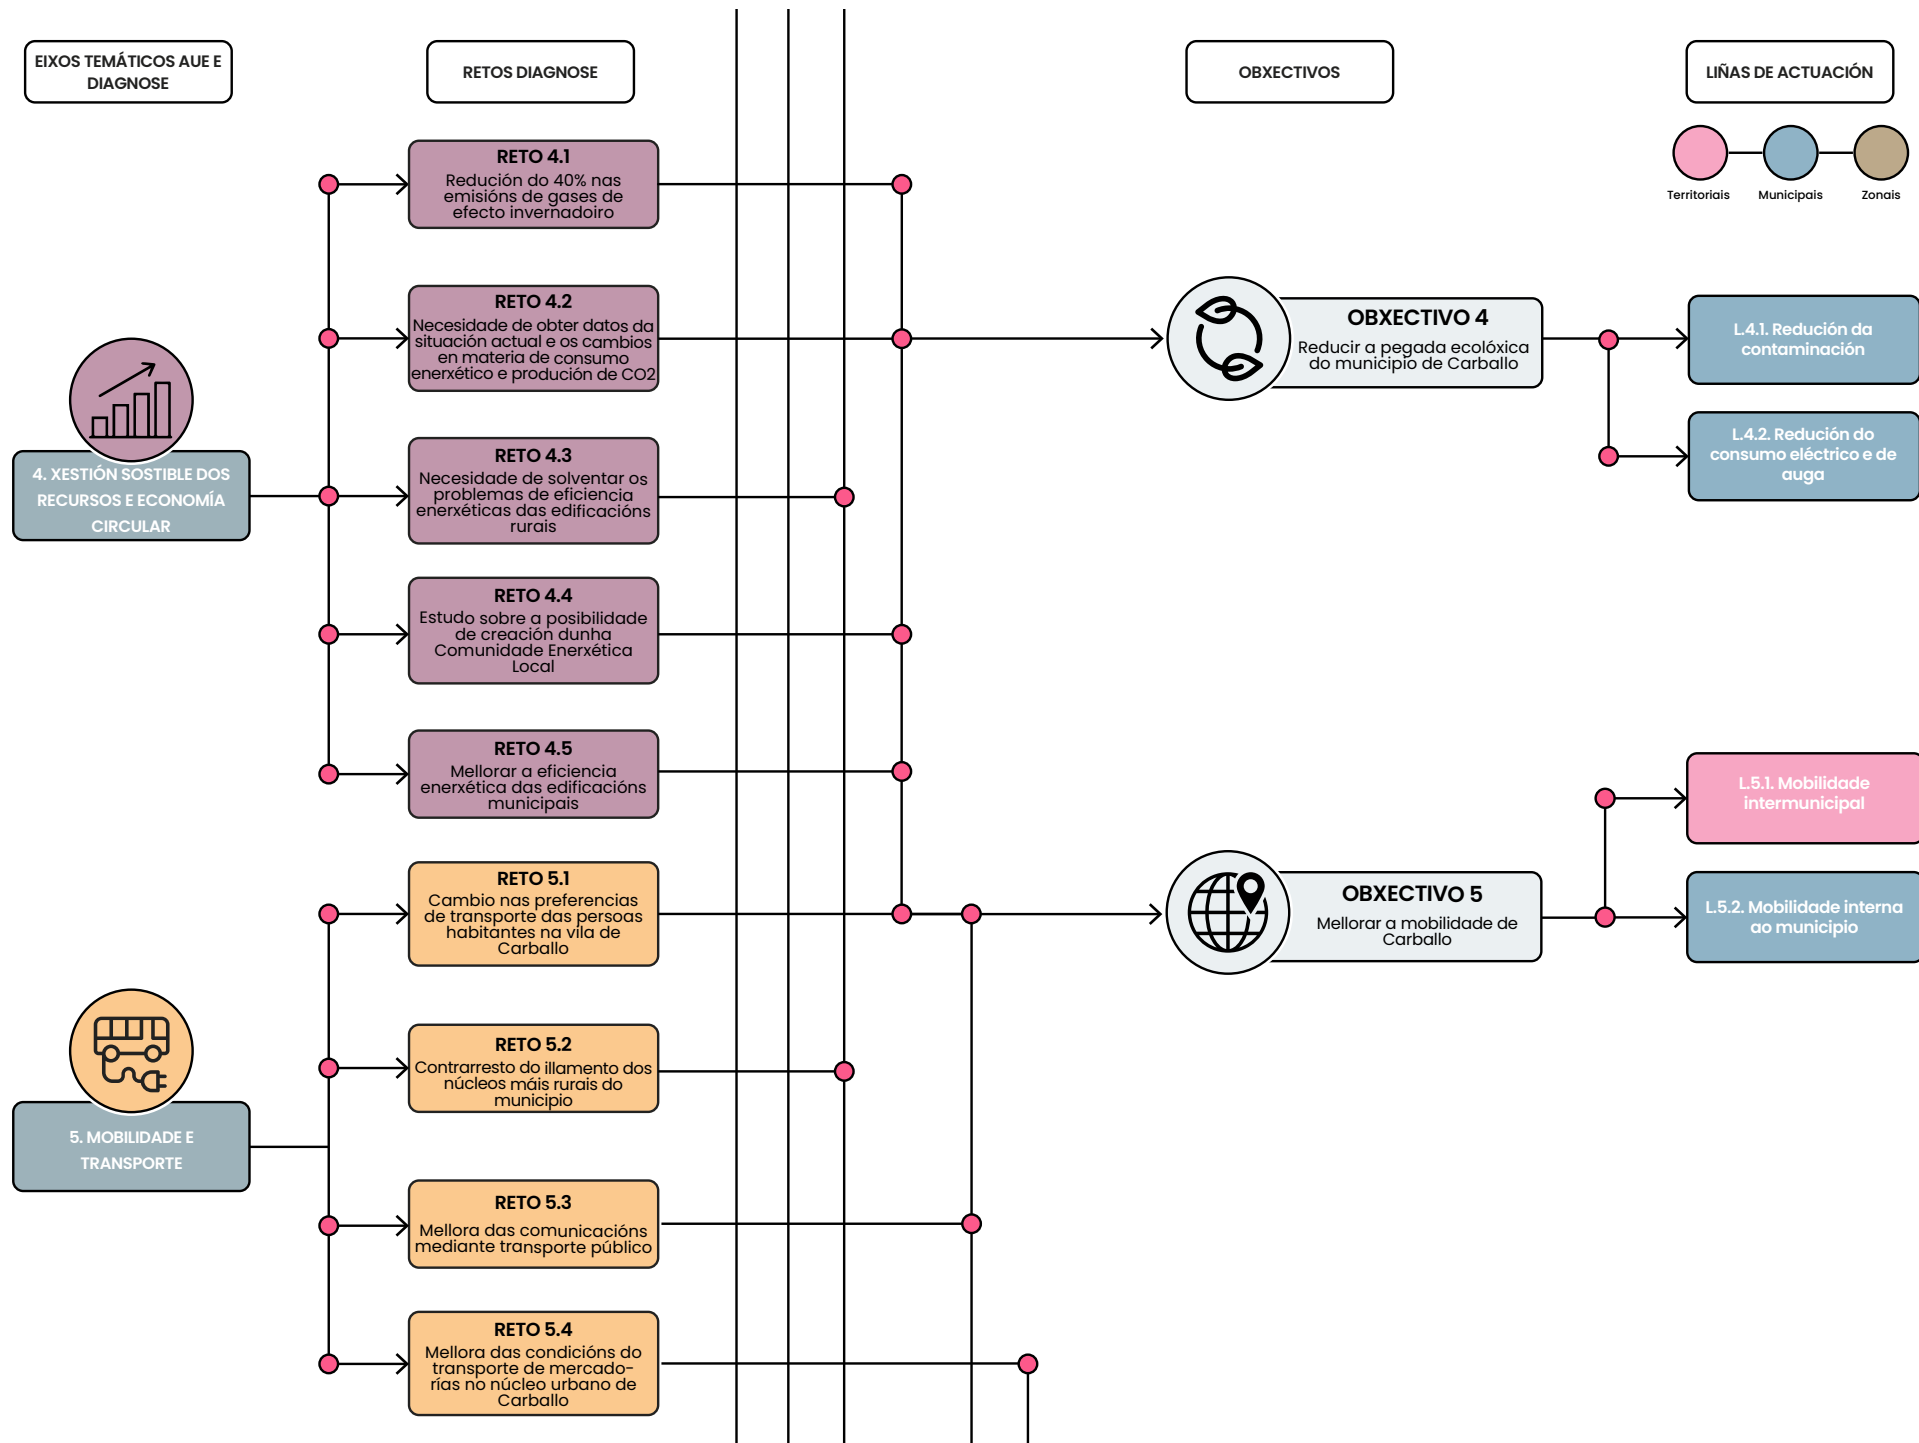 EIXOS TEMÁTICOS AUE E
DIAGNOSE
RETOS DIAGNOSE
OBXECTIVOS
LIÑAS DE ACTUACIÓN
Territoriais
Municipais
Zonais
RETO 4.1
Redución do 40% nas
emisións de gases de
efecto invernadoiro
RETO 4.2
Necesidade de obter datos da
situación actual e os cambios
en materia de consumo
enerxético e produción de CO2
OBXECTIVO 4
Reducir a pegada ecolóxica
do municipio de Carballo
L.4.1. Redución da
contaminación
L.4.2. Redución do
consumo eléctrico e de
auga
4. XESTIÓN SOSTIBLE DOS
RECURSOS E ECONOMÍA
CIRCULAR
RETO 4.3
Necesidade de solventar os
problemas de eficiencia
enerxéticas das edificacións
rurais
RETO 4.4
Estudo sobre a posibilidade
de creación dunha
Comunidade Enerxética
Local
RETO 4.5
Mellorar a eficiencia
enerxética das edificacións
municipais
L.5.1. Mobilidade
intermunicipal
RETO 5.1
Cambio nas preferencias
de transporte das persoas
habitantes na vila de
Carballo
OBXECTIVO 5
Mellorar a mobilidade de
Carballo
L.5.2. Mobilidade interna
ao municipio
RETO 5.2
Contrarresto do illamento dos
núcleos máis rurais do
municipio
5. MOBILIDADE E
TRANSPORTE
RETO 5.3
Mellora das comunicacións
mediante transporte público
RETO 5.4
Mellora das condicións do
transporte de mercado-
rías no núcleo urbano de
Carballo